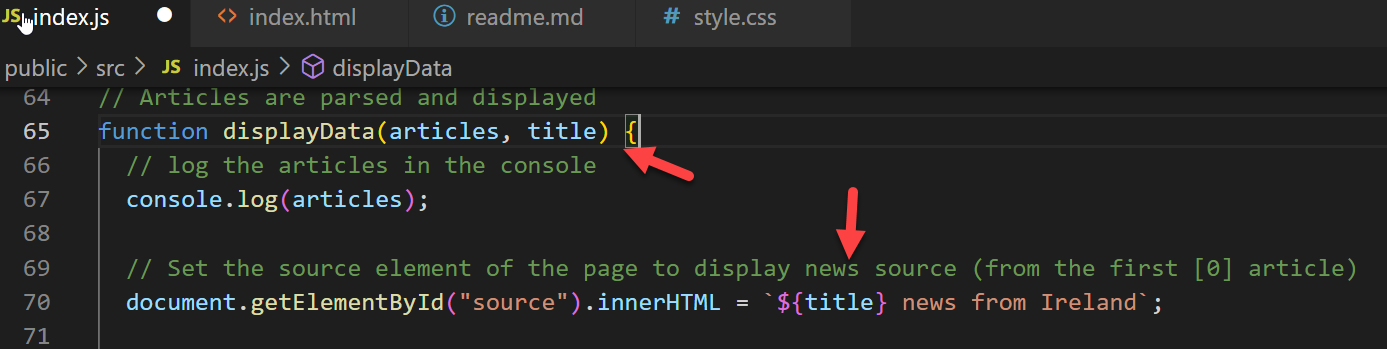 JS index.js index.html readme.md # style.css
public > src > JS index.js > displayData
64 // Articles are parsed and displayed
65 function displayData(articles, title) {
66 // log the articles in the console
67 console.log(articles);
68
69 // Set the source element of the page to display news source (from the first [0] article)
70 document.getElementById("source").innerHTML = `${title} news from Ireland`;
71